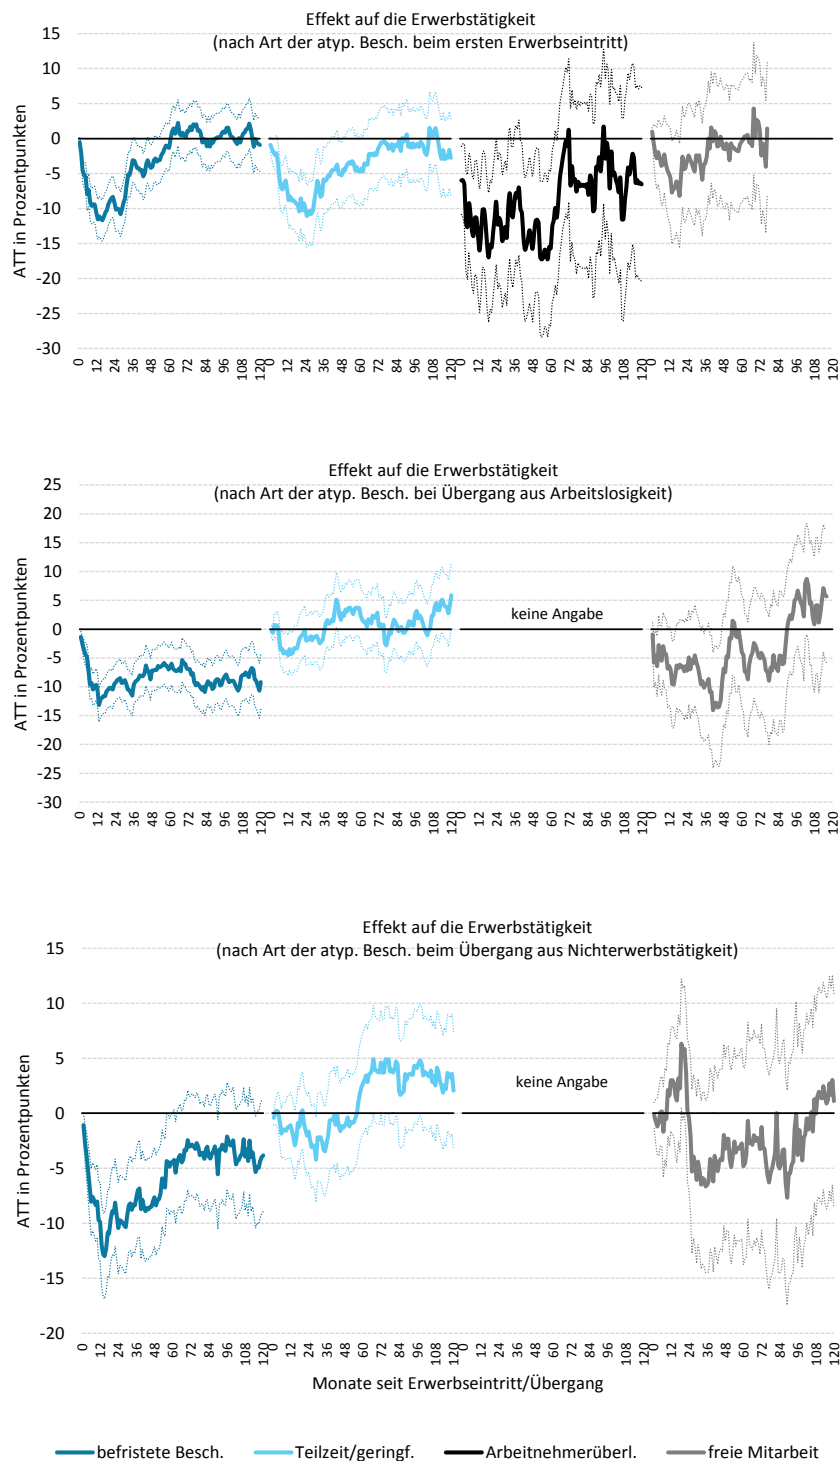 Effekt auf die Erwerbstätigkeit
(nach Art der atyp. Besch. beim ersten Erwerbseintritt)
ATT in Prozentpunkten
15
10
5
0
-5
-10
-15
-20
-25
-30
0 12 24 36 48 60 72 84 96 108 120 0 12 24 36 48 60 72 84 96 108 120 0 12 24 36 48 60 72 84 96 108 120 0 12 24 36 48 60 72 84 96 108 120
Effekt auf die Erwerbstätigkeit
(nach Art der atyp. Besch. bei Übergang aus Arbeitslosigkeit)
ATT in Prozentpunkten
25
20
15
10
5
0
-5
-10
-15
-20
-25
-30
keine Angabe
0 12 24 36 48 60 72 84 96 108 120 0 12 24 36 48 60 72 84 96 108 120 0 12 24 36 48 60 72 84 96 108 120 0 12 24 36 48 60 72 84 96 108 120
Effekt auf die Erwerbstätigkeit
(nach Art der atyp. Besch. beim Übergang aus Nichterwerbstätigkeit)
ATT in Prozentpunkten
15
10
5
0
-5
-10
-15
-20
keine Angabe
0 12 24 36 48 60 72 84 96 108 120 0 12 24 36 48 60 72 84 96 108 120 0 12 24 36 48 60 72 84 96 108 120 0 12 24 36 48 60 72 84 96 108 120
Monate seit Erwerbseintritt/Übergang
befristete Besch. Teilzeit/geringf. Arbeitnehmerüberl. freie Mitarbeit